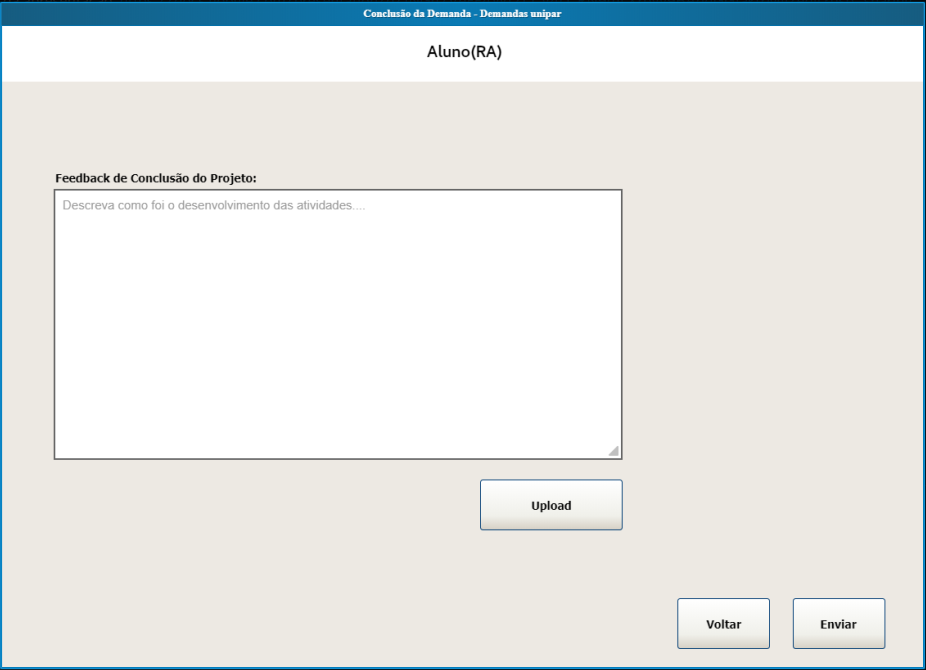 Conclusão da Demanda - Demandas unipar
Aluno(RA)
Feedback de Conclusão do Projeto:
Descreva como foi o desenvolvimento das atividades....
Upload
Voltar
Enviar